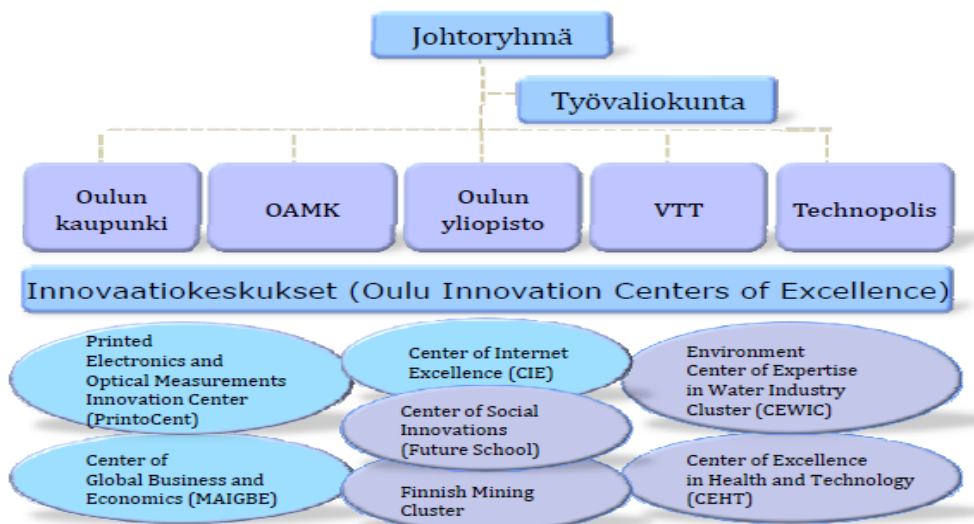 Johtoryhmä
Työvaliokunta
Oulun
kaupunki
OAMK
Oulun
yliopisto
VTT
Technopolis
Innovaatiokeskukset (Oulu Innovation Centers of Excellence)
Printed
Electronics and
Optical Measurements
Innovation Center
(PrintoCent)
Center of Internet
Excellence (CIE)
Environment
Center of Expertise
in Water Industry
Cluster (CEWIC)
Center of Social
Innovations
(Future School)
Center of
Global Business and
Economics (MAIGBE)
Finnish Mining
Cluster
Center of Excellence
in Health and Technology
(CEHT)